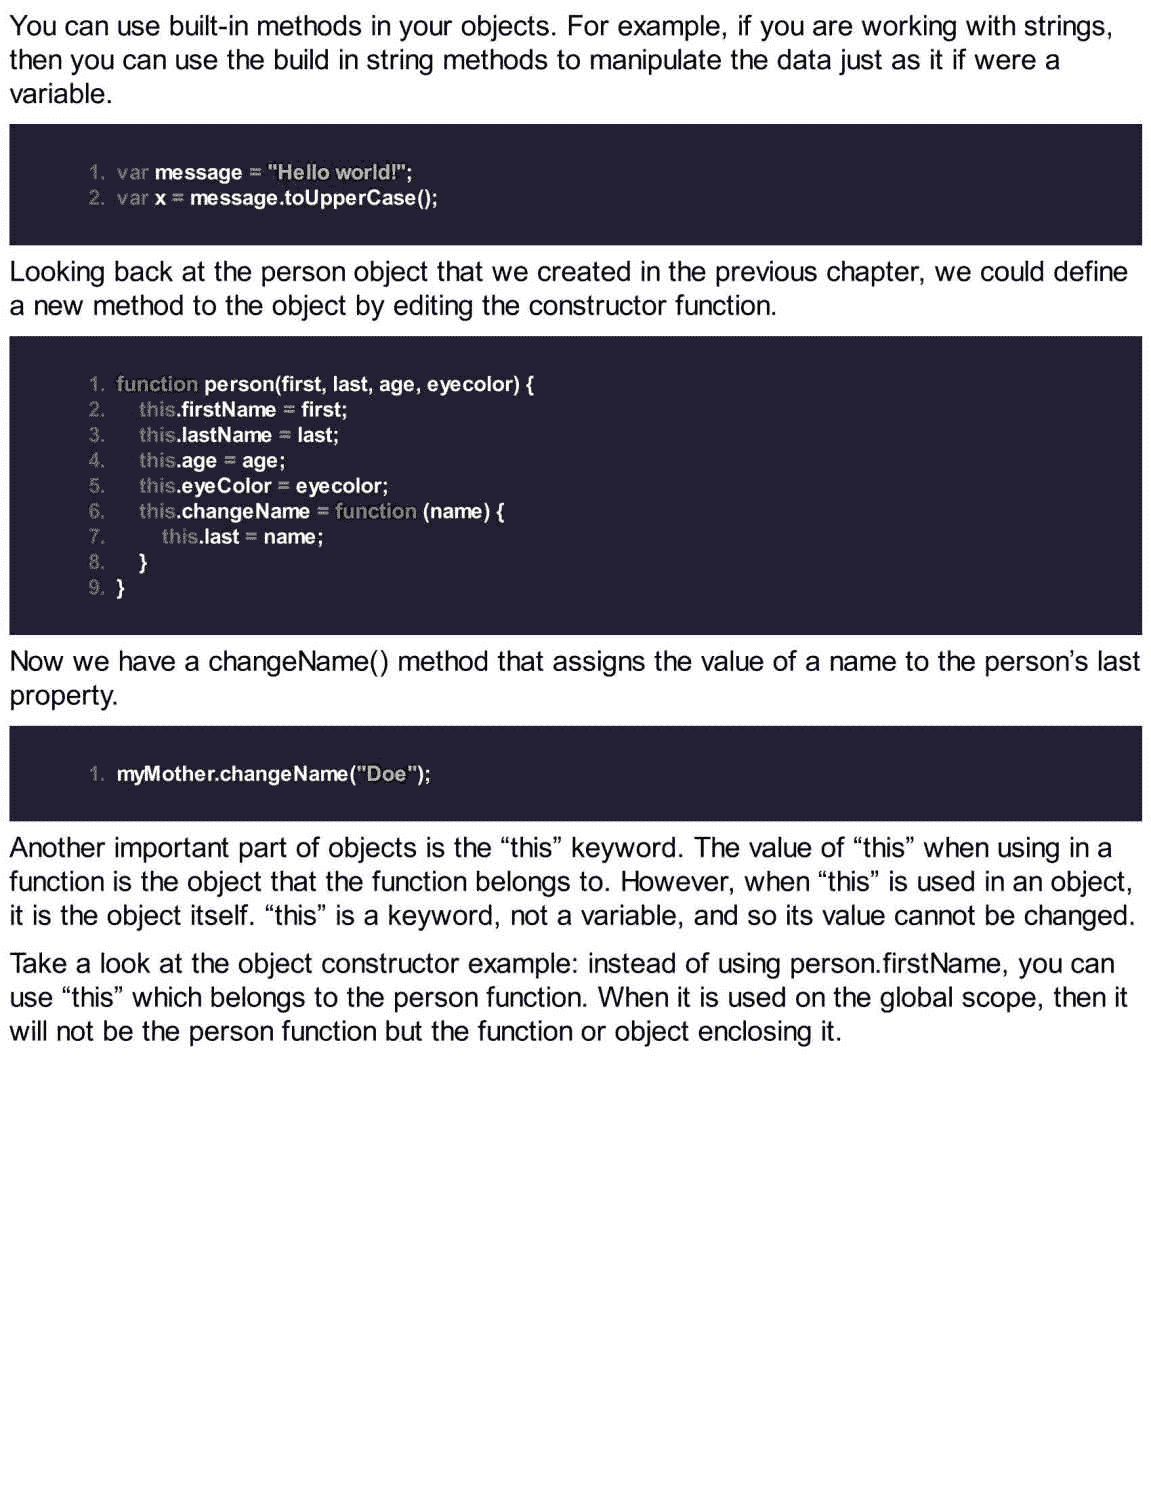 You can use built-in methods in your objects. For example, if you are working with strings,
then you can use the build in string methods to manipulate the data just as it if were a
variable.
1. var message = "Hello world!";
2. var x = message.toUpperCase();
Looking back at the person object that we created in the previous chapter, we could define
a new method to the object by editing the constructor function.
1. function person(first, last, age, eyecolor) {
2. this.firstName = first;
3. this.lastName = last;
4. this.age = age;
5. this.eyeColor = eyecolor;
6. this.changeName = function (name) {
7. this.last = name;
8. }
9. }
Now we have a changeName() method that assigns the value of a name to the person’s last
property.
1. myMother.changeName("Doe");
Another important part of objects is the “this” keyword. The value of “this” when using in a
function is the object that the function belongs to. However, when “this” is used in an object,
it is the object itself. “this” is a keyword, not a variable, and so its value cannot be changed.
Take a look at the object constructor example: instead of using person.firstName, you can
use “this” which belongs to the person function. When it is used on the global scope, then it
will not be the person function but the function or object enclosing it.